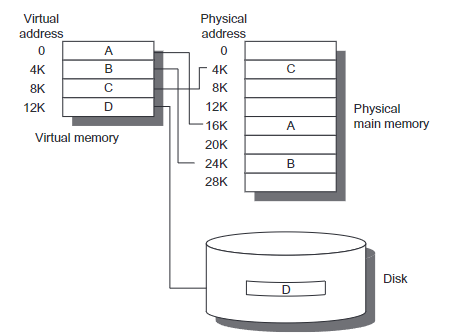 Virtual
address
Physical
address
0 A
4K B
8K C
12K D
Virtual memory
0
4K C
8K
12K
16K A
20K
24K B
28K
Physical
main memory
Disk
D